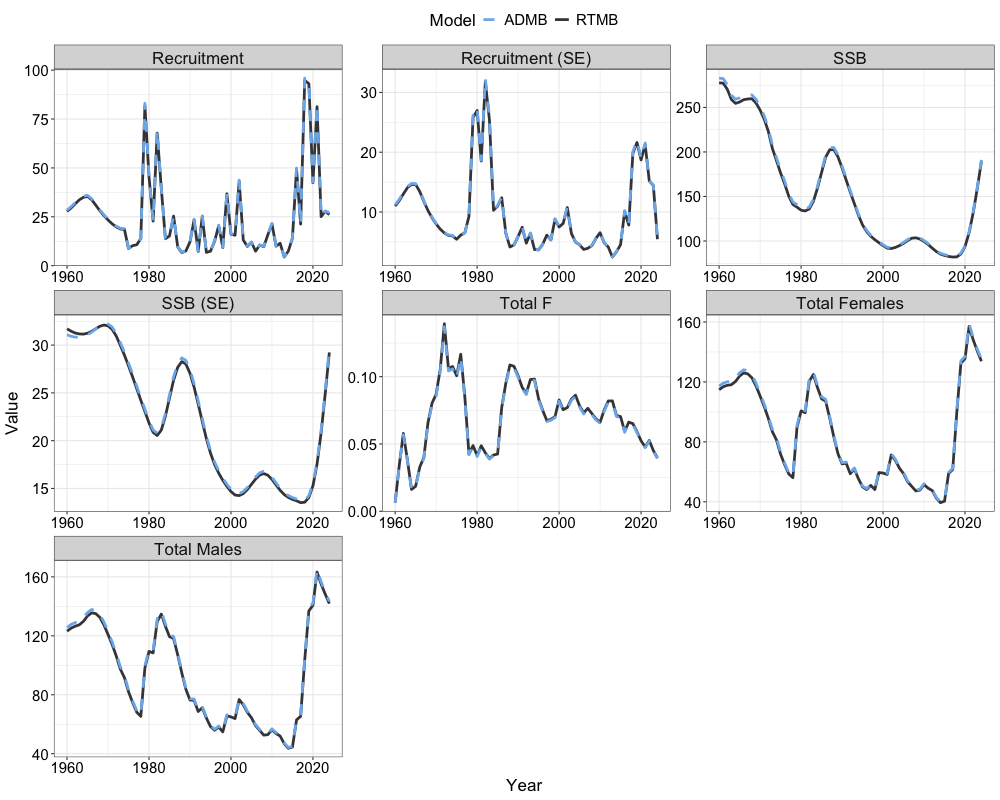 Model ADMB RTMB
Recruitment
Recruitment (SE)
SSB
100
75
50
25
0
1960 1980 2000 2020
30
20
10
1960 1980 2000 2020
250
200
150
100
1960 1980 2000 2020
SSB (SE)
Total F
Total Females
30
25
20
15
1960 1980 2000 2020
0.10
0.05
0.00
1960 1980 2000 2020
160
120
80
40
1960 1980 2000 2020
Total Males
160
120
80
40
1960 1980 2000 2020
Value
Year